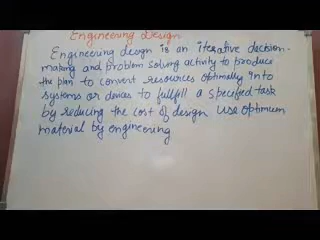 Engineering Design
Engineering design is an iterative decision-
making and problem solving activity to produce
the plan to convert resources optimally into
systems or devices to fullfill a specified task
by reducing the cost of design use optimum
material by engineering